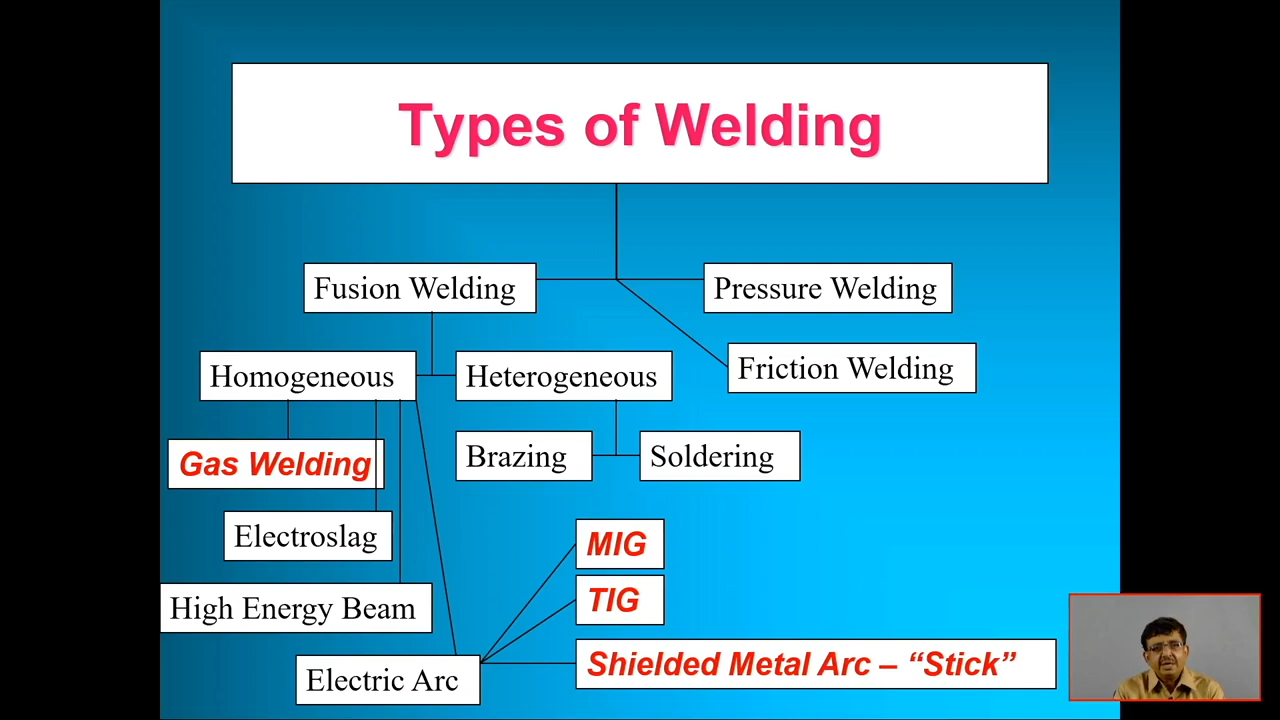 Types of Welding
Fusion Welding
Pressure Welding
Friction Welding
Homogeneous
Heterogeneous
Gas Welding
Brazing
Soldering
Electroslag
High Energy Beam
Electric Arc
MIG
TIG
Shielded Metal Arc – “Stick”